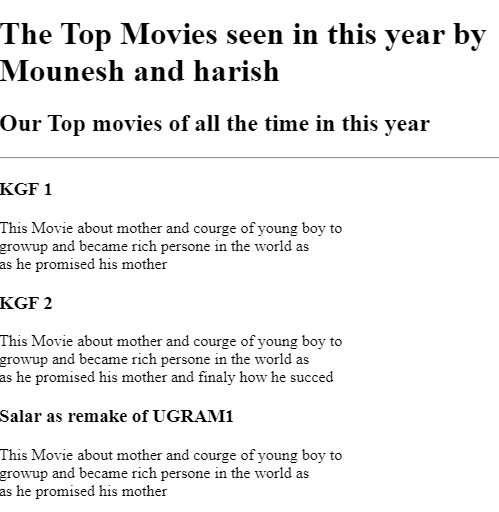 The Top Movies seen in this year by
Mounesh and harish
Our Top movies of all the time in this year
KGF 1
This Movie about mother and courge of young boy to
growup and became rich persone in the world as
as he promised his mother
KGF 2
This Movie about mother and courge of young boy to
growup and became rich persone in the world as
as he promised his mother and finaly how he succed
Salar as remake of UGRAM1
This Movie about mother and courge of young boy to
growup and became rich persone in the world as
as he promised his mother